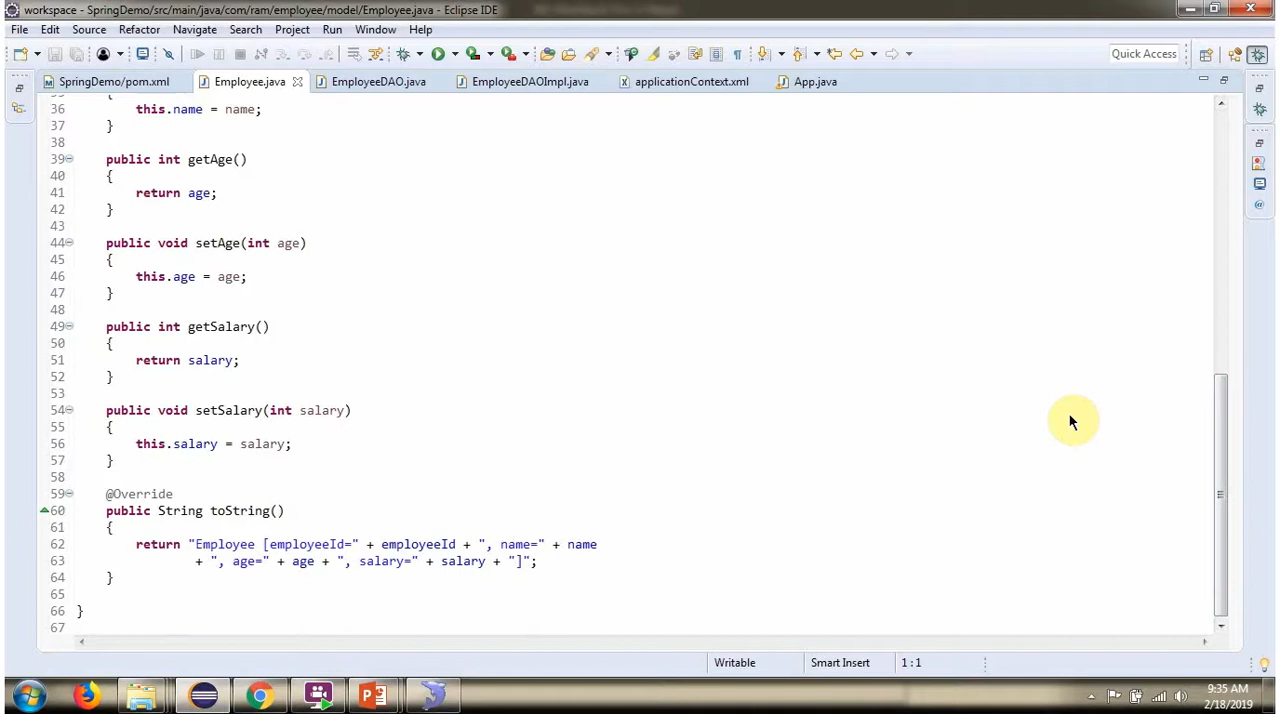 workspace - SpringDemo/src/main/java/com/ram/employee/model/Employee.java - Eclipse IDE
File Edit Source Refactor Navigate Search Project Run Window Help
Quick Access
SpringDemo/pom.xml Employee.java EmployeeDAO.java EmployeeDAOImpl.java applicationContext.xml App.java
36 this.name = name;
37 }
38
39 public int getAge()
40 {
41 return age;
42 }
43
44 public void setAge(int age)
45 {
46 this.age = age;
47 }
48
49 public int getSalary()
50 {
51 return salary;
52 }
53
54 public void setSalary(int salary)
55 {
56 this.salary = salary;
57 }
58
59 @Override
60 public String toString()
61 {
62 return "Employee [employeeId=" + employeeId + ", name=" + name
63 + ", age=" + age + ", salary=" + salary + "]";
64 }
65
66 }
67
Writable Smart Insert 1 : 1
9:35 AM
2/18/2019